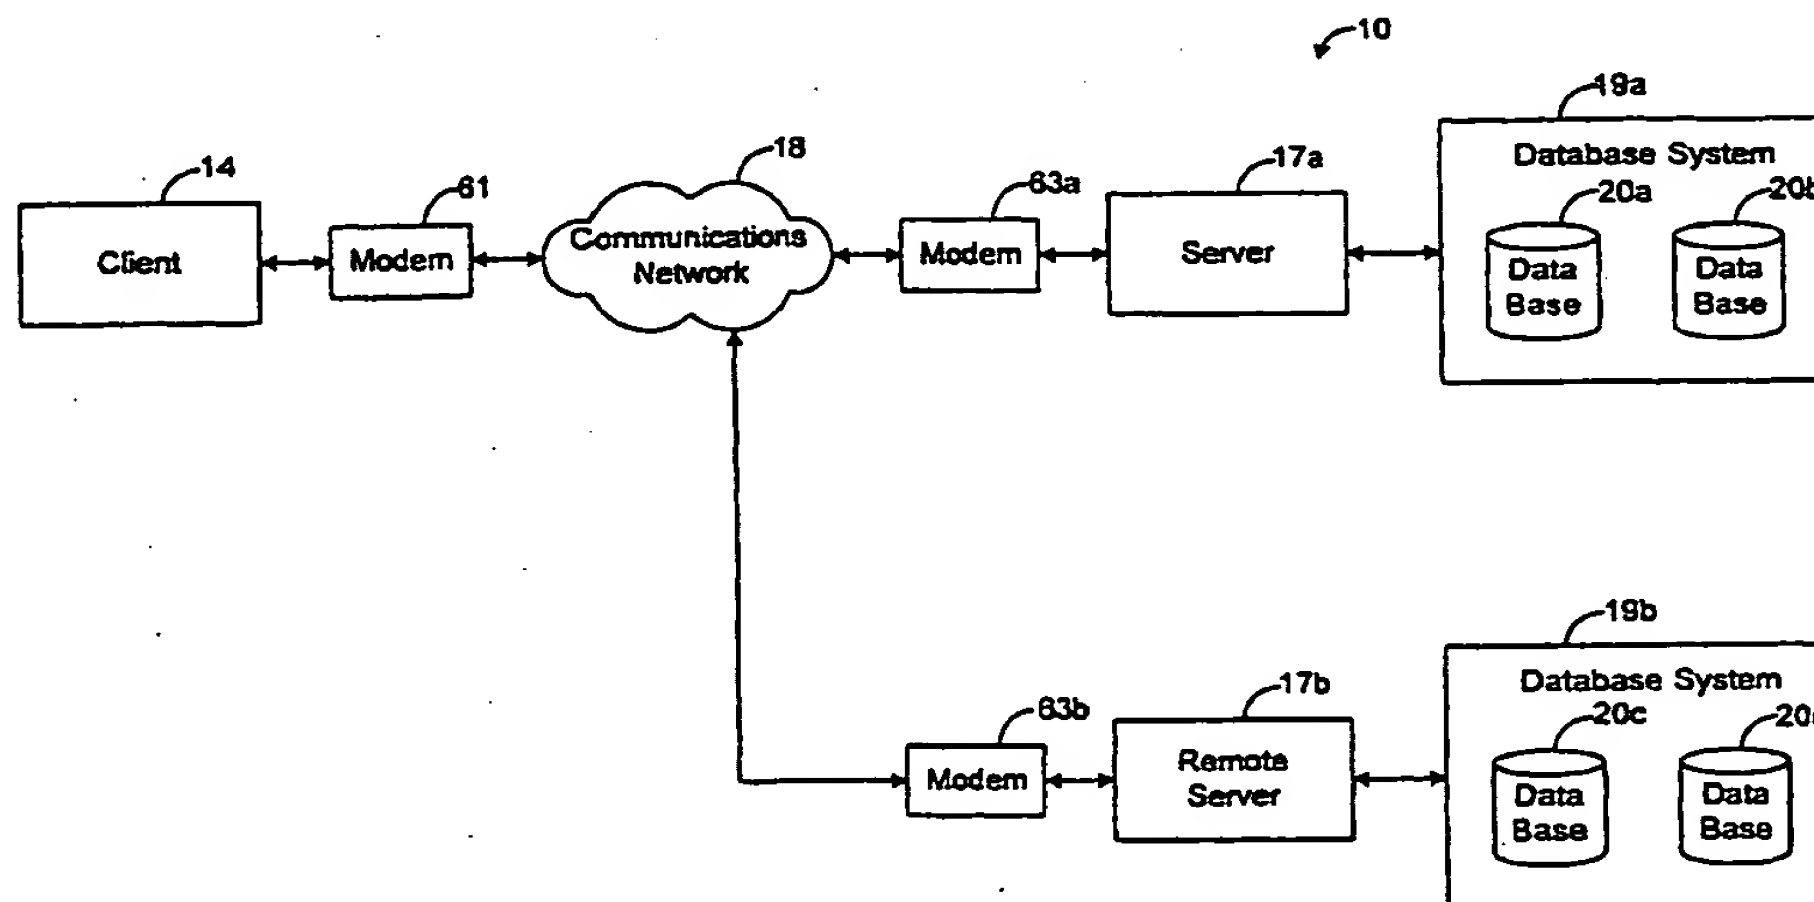 10
19a
Database System
20a
20b
Data
Base
Data
Base
14
Client
61
Modem
18
Communications
Network
63a
Modem
17a
Server
19b
Database System
20c
Data
Base
Data
Base
63b
Modem
17b
Remote
Server